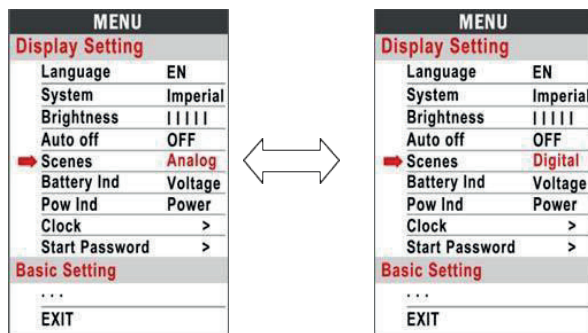 MENU
Display Setting
Language EN
System Imperial
Brightness | | | | |
Auto off OFF
Scenes Analog
Battery Ind Voltage
Pow Ind Power
Clock >
Start Password >
Basic Setting
. . .
EXIT
MENU
Display Setting
Language EN
System Imperial
Brightness | | | | |
Auto off OFF
Scenes Digital
Battery Ind Voltage
Pow Ind Power
Clock >
Start Password >
Basic Setting
. . .
EXIT